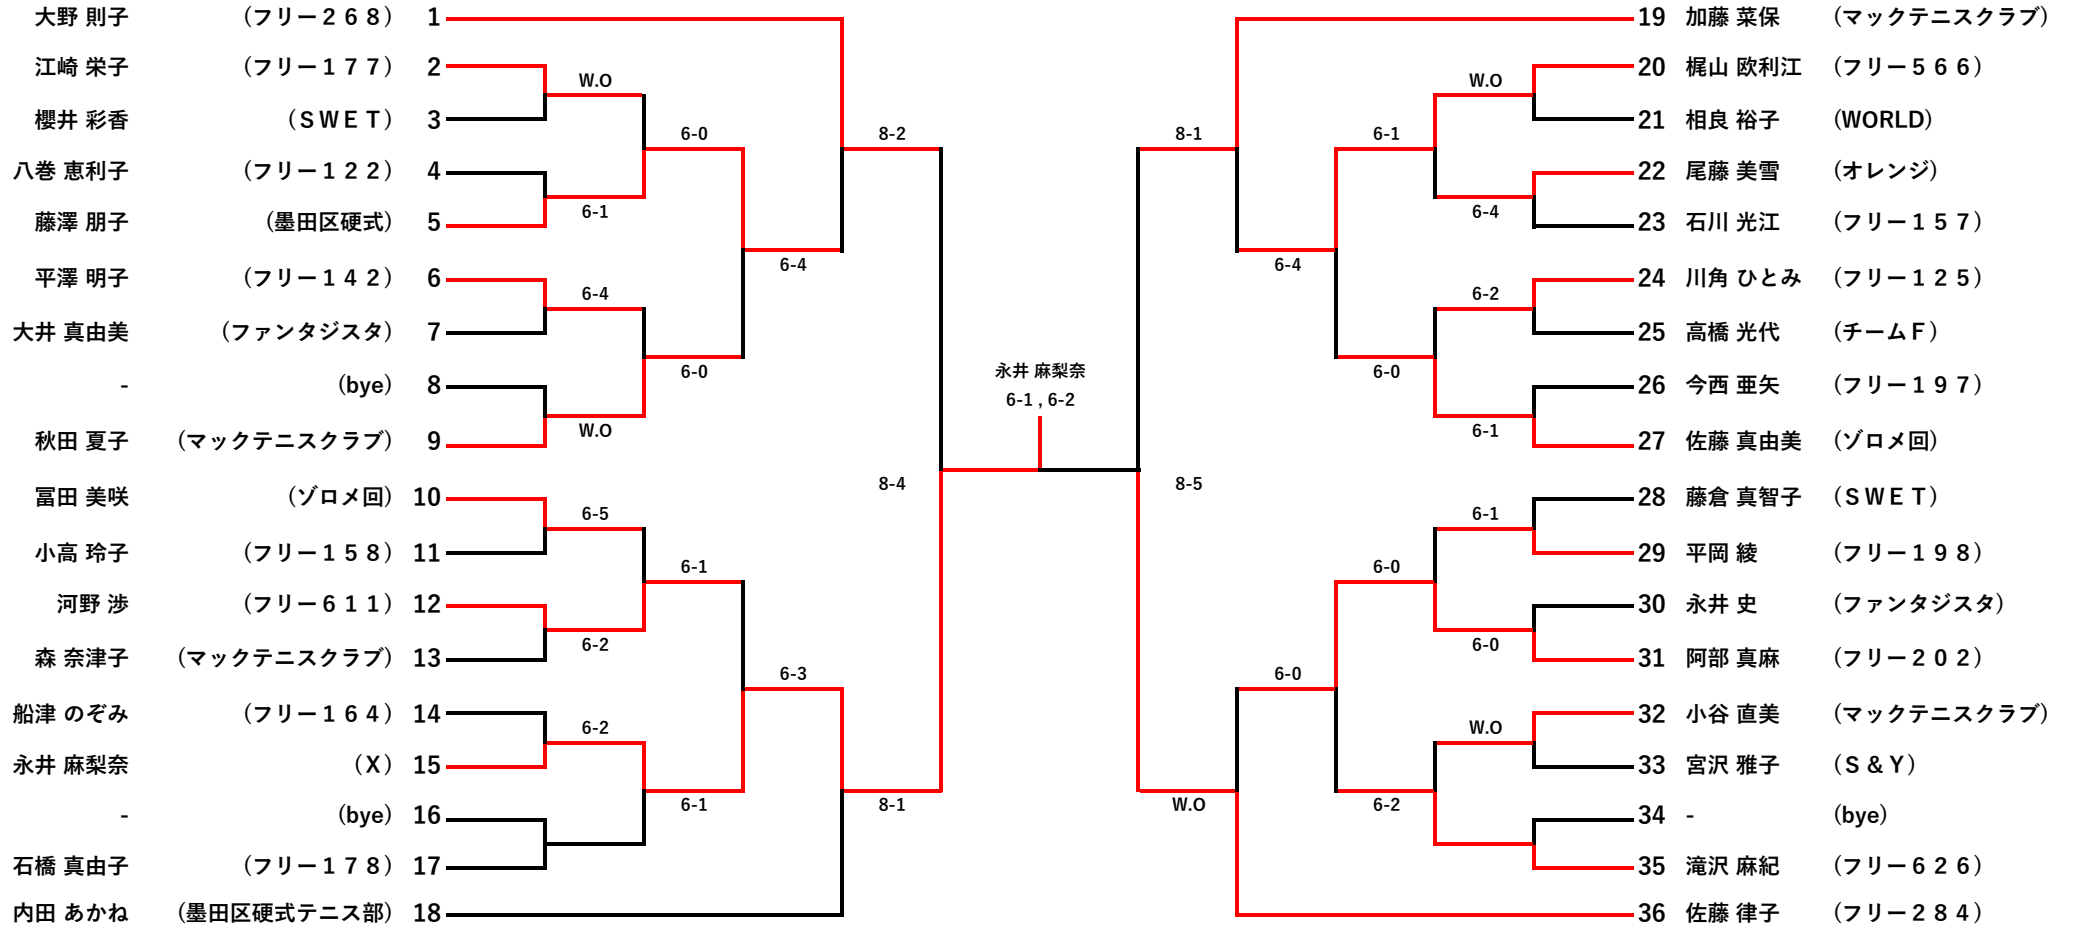 大野 則子 (フリー２６８) 1
江崎 栄子 (フリー１７７) 2
櫻井 彩香 (ＳＷＥＴ) 3
八巻 恵利子 (フリー１２２) 4
藤澤 朋子 (墨田区硬式) 5
平澤 明子 (フリー１４２) 6
大井 真由美 (ファンタジスタ) 7
- (bye) 8
秋田 夏子 (マックテニスクラブ) 9
冨田 美咲 (ゾロメ回) 10
小高 玲子 (フリー１５８) 11
河野 渉 (フリー６１１) 12
森 奈津子 (マックテニスクラブ) 13
船津 のぞみ (フリー１６４) 14
永井 麻梨奈 (Ｘ) 15
- (bye) 16
石橋 真由子 (フリー１７８) 17
内田 あかね (墨田区硬式テニス部) 18
W.O
6-1
6-4
W.O
6-5
6-2
6-2
6-0
6-0
6-1
6-1
6-4
6-3
8-2
8-1
8-4
永井 麻梨奈
6-1 , 6-2
8-5
8-1
W.O
6-4
6-0
6-1
6-0
6-0
6-2
W.O
6-4
6-2
6-1
6-1
6-0
W.O
19 加藤 菜保 (マックテニスクラブ)
20 梶山 欧利江 (フリー５６６)
21 相良 裕子 (WORLD)
22 尾藤 美雪 (オレンジ)
23 石川 光江 (フリー１５７)
24 川角 ひとみ (フリー１２５)
25 高橋 光代 (チームＦ)
26 今西 亜矢 (フリー１９７)
27 佐藤 真由美 (ゾロメ回)
28 藤倉 真智子 (ＳＷＥＴ)
29 平岡 綾 (フリー１９８)
30 永井 史 (ファンタジスタ)
31 阿部 真麻 (フリー２０２)
32 小谷 直美 (マックテニスクラブ)
33 宮沢 雅子 (Ｓ＆Ｙ)
34 - (bye)
35 滝沢 麻紀 (フリー６２６)
36 佐藤 律子 (フリー２８４)